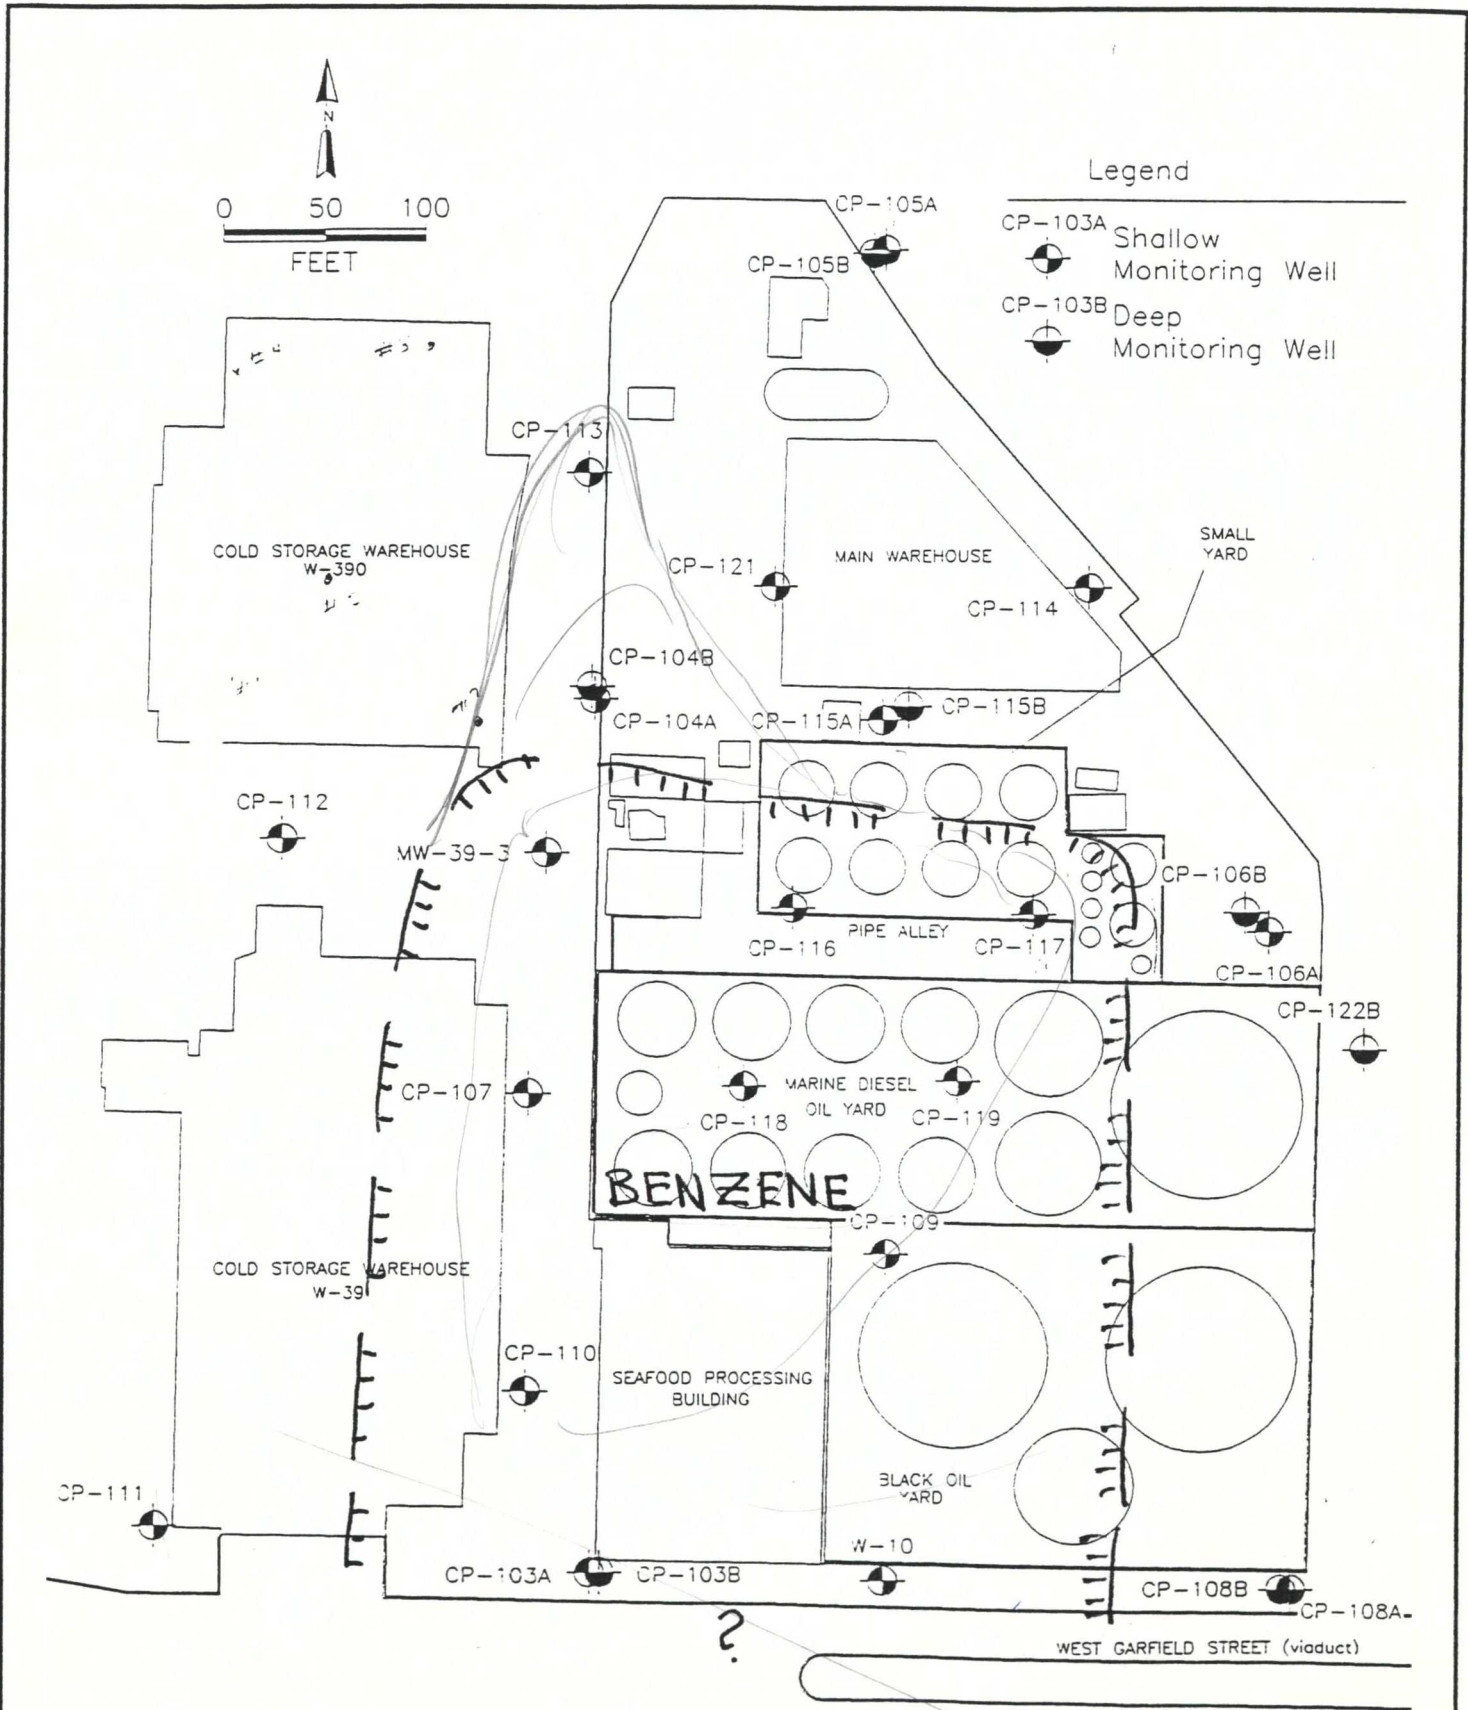 N
0 50 100
FEET
Legend
CP-103A
Shallow
Monitoring Well
CP-103B
Deep
Monitoring Well
CP-105A
CP-105B
CP-113
COLD STORAGE WAREHOUSE
W-390
CP-121
MAIN WAREHOUSE
SMALL
YARD
CP-114
CP-104B
CP-104A
CP-115A
CP-115B
CP-112
MW-39-3
CP-106B
CP-116
PIPE ALLEY
CP-117
CP-106A
CP-122B
CP-107
MARINE DIESEL
OIL YARD
CP-118
CP-119
BENZENE
CP-109
COLD STORAGE WAREHOUSE
W-39
CP-110
SEAFOOD PROCESSING
BUILDING
BLACK OIL
YARD
CP-111
W-10
CP-103A
CP-103B
CP-108B
CP-108A
?
WEST GARFIELD STREET (viaduct)